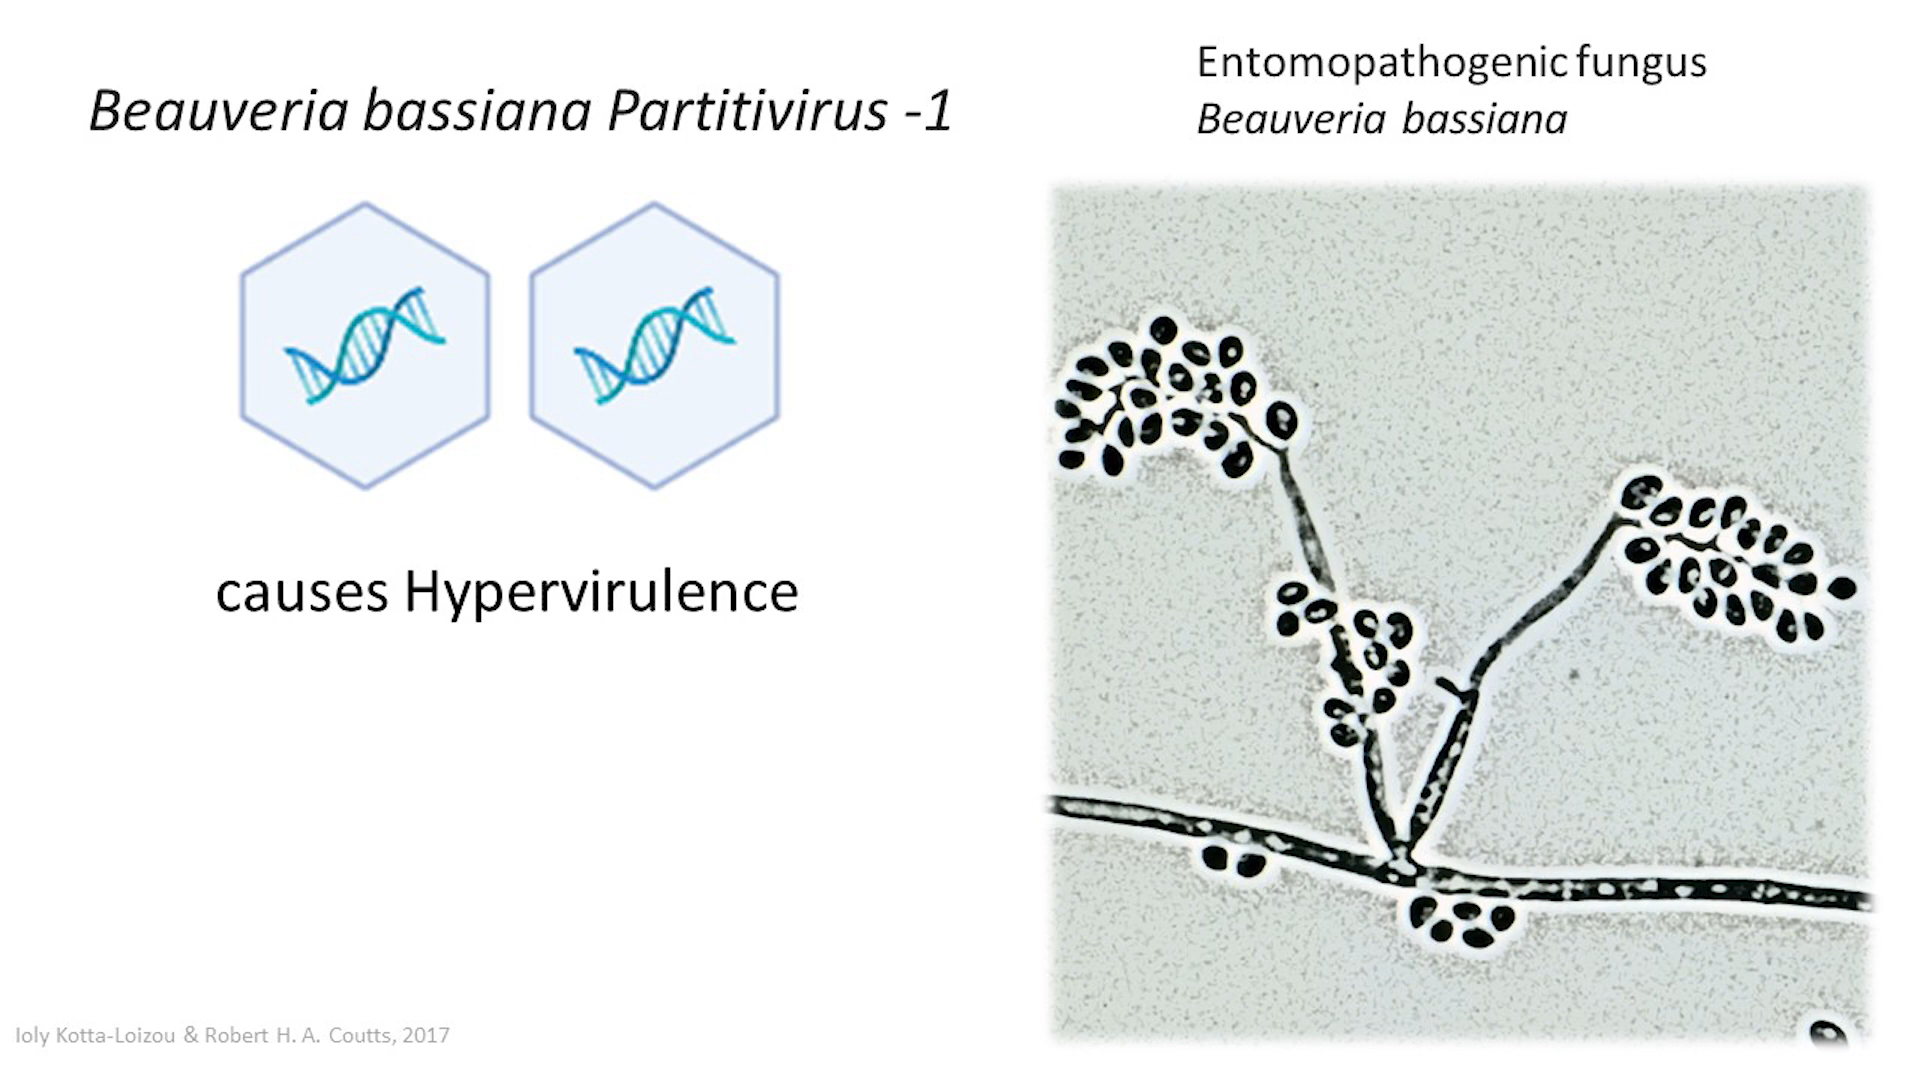 Beauveria bassiana Partitivirus -1
causes Hypervirulence
Entomopathogenic fungus
Beauveria bassiana
Ioly Kotta-Loizou & Robert H. A. Coutts, 2017